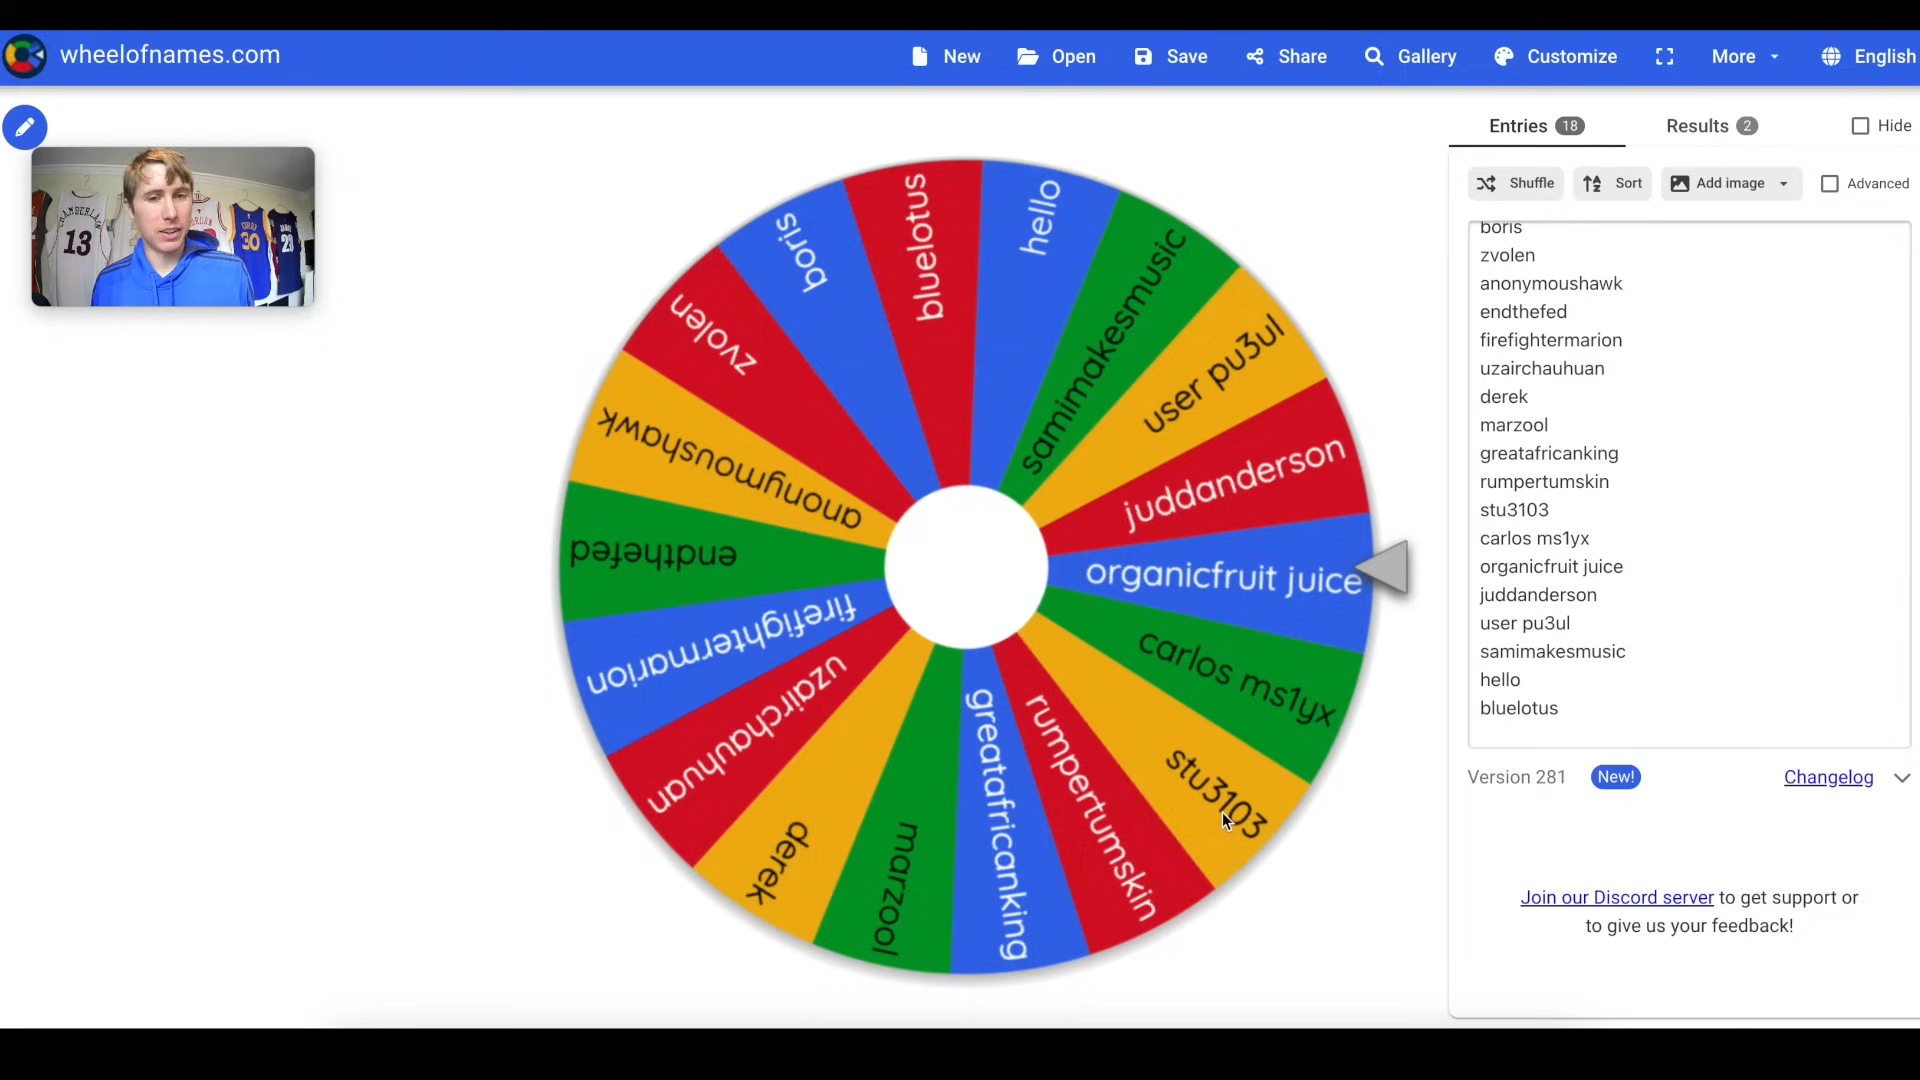 wheelofnames.com
New
Open
Save
Share
Gallery
Customize
More
English
CHAMBERLAIN
13
30
23
Entries 18
Results 2
Hide
Shuffle
Sort
Add image
Advanced
boris
zvolen
anonymoushawk
endthefed
firefightermarion
uzairchauhuan
derek
marzool
greatafricanking
rumpertumskin
stu3103
carlos ms1yx
organicfruit juice
juddanderson
user pu3ul
samimakesmusic
hello
bluelotus
Version 281
New!
Changelog
Join our Discord server to get support or
to give us your feedback!
hello
samimakesmusic
user pu3ul
juddanderson
organicfruit juice
carlos ms1yx
stu3103
rumpertumskin
greatafricanking
marzool
derek
uzairchauhuan
firefightermarion
endthefed
anonymoushawk
zvolen
boris
bluelotus